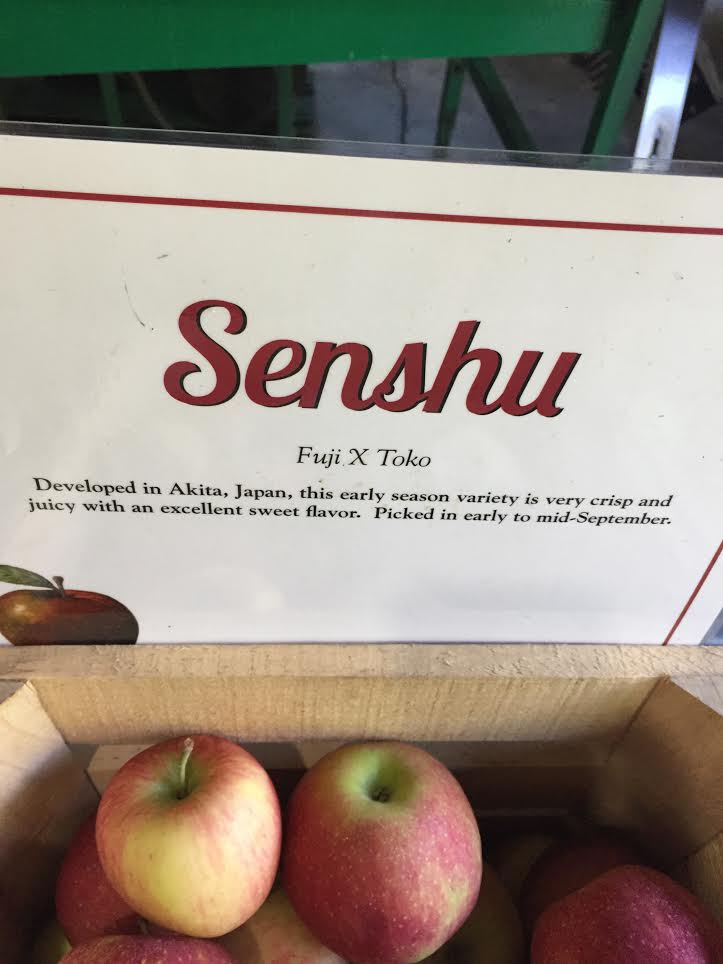 Senshu
Fuji X Toko
Developed in Akita, Japan, this early season variety is very crisp and
juicy with an excellent sweet flavor. Picked in early to mid-September.